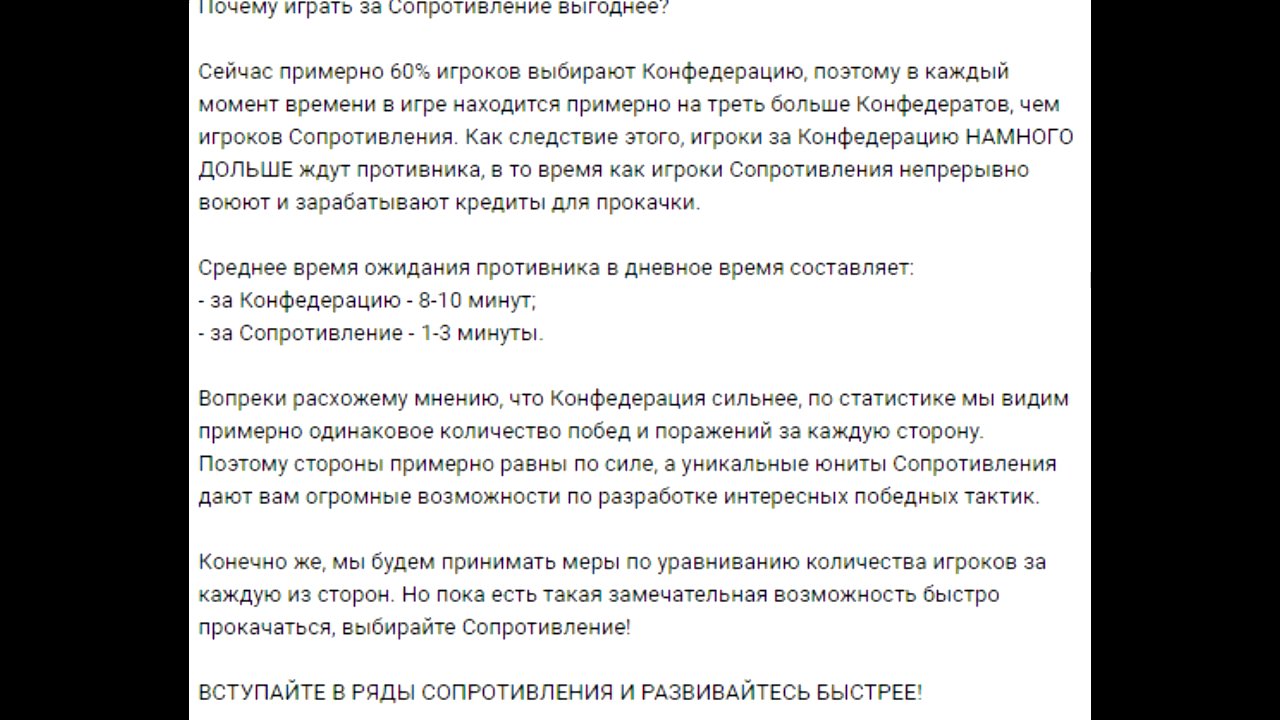 Почему играть за Сопротивление выгоднее?
Сейчас примерно 60% игроков выбирают Конфедерацию, поэтому в каждый
момент времени в игре находится примерно на треть больше Конфедератов, чем
игроков Сопротивления. Как следствие этого, игроки за Конфедерацию НАМНОГО
ДОЛЬШЕ ждут противника, в то время как игроки Сопротивления непрерывно
воюют и зарабатывают кредиты для прокачки.
Среднее время ожидания противника в дневное время составляет:
- за Конфедерацию - 8-10 минут;
- за Сопротивление - 1-3 минуты.
Вопреки расхожему мнению, что Конфедерация сильнее, по статистике мы видим
примерно одинаковое количество побед и поражений за каждую сторону.
Поэтому стороны примерно равны по силе, а уникальные юниты Сопротивления
дают вам огромные возможности по разработке интересных победных тактик.
Конечно же, мы будем принимать меры по уравниванию количества игроков за
каждую из сторон. Но пока есть такая замечательная возможность быстро
прокачаться, выбирайте Сопротивление!
ВСТУПАЙТЕ В РЯДЫ СОПРОТИВЛЕНИЯ И РАЗВИВАЙТЕСЬ БЫСТРЕЕ!